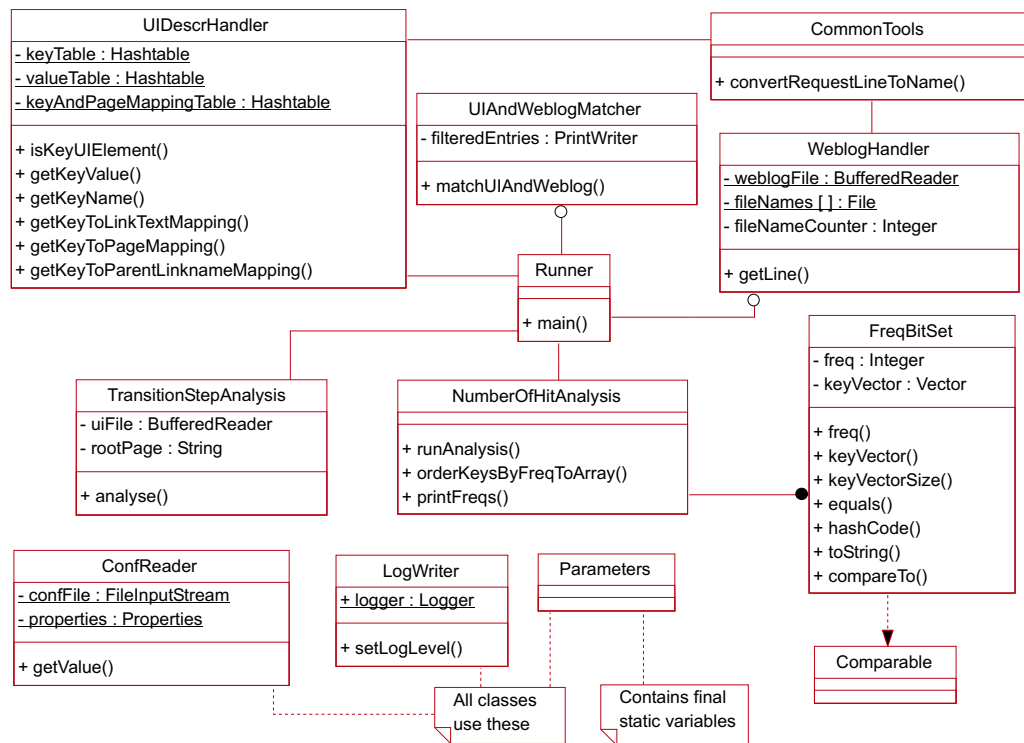 UIDescrHandler
- keyTable : Hashtable
- valueTable : Hashtable
- keyAndPageMappingTable : Hashtable
+ isKeyUIElement()
+ getKeyValue()
+ getKeyName()
+ getKeyToLinkTextMapping()
+ getKeyToPageMapping()
+ getKeyToParentLinknameMapping()
CommonTools
+ convertRequestLineToName()
UIAndWeblogMatcher
- filteredEntries : PrintWriter
+ matchUIAndWeblog()
WeblogHandler
- weblogFile : BufferedReader
- fileNames [ ] : File
- fileNameCounter : Integer
+ getLine()
Runner
+ main()
TransitionStepAnalysis
- uiFile : BufferedReader
- rootPage : String
+ analyse()
NumberOfHitAnalysis
+ runAnalysis()
+ orderKeysByFreqToArray()
+ printFreqs()
FreqBitSet
- freq : Integer
- keyVector : Vector
+ freq()
+ keyVector()
+ keyVectorSize()
+ equals()
+ hashCode()
+ toString()
+ compareTo()
ConfReader
- confFile : FileInputStream
- properties : Properties
+ getValue()
LogWriter
+ logger : Logger
+ setLogLevel()
Parameters
Comparable
All classes
use these
Contains final
static variables